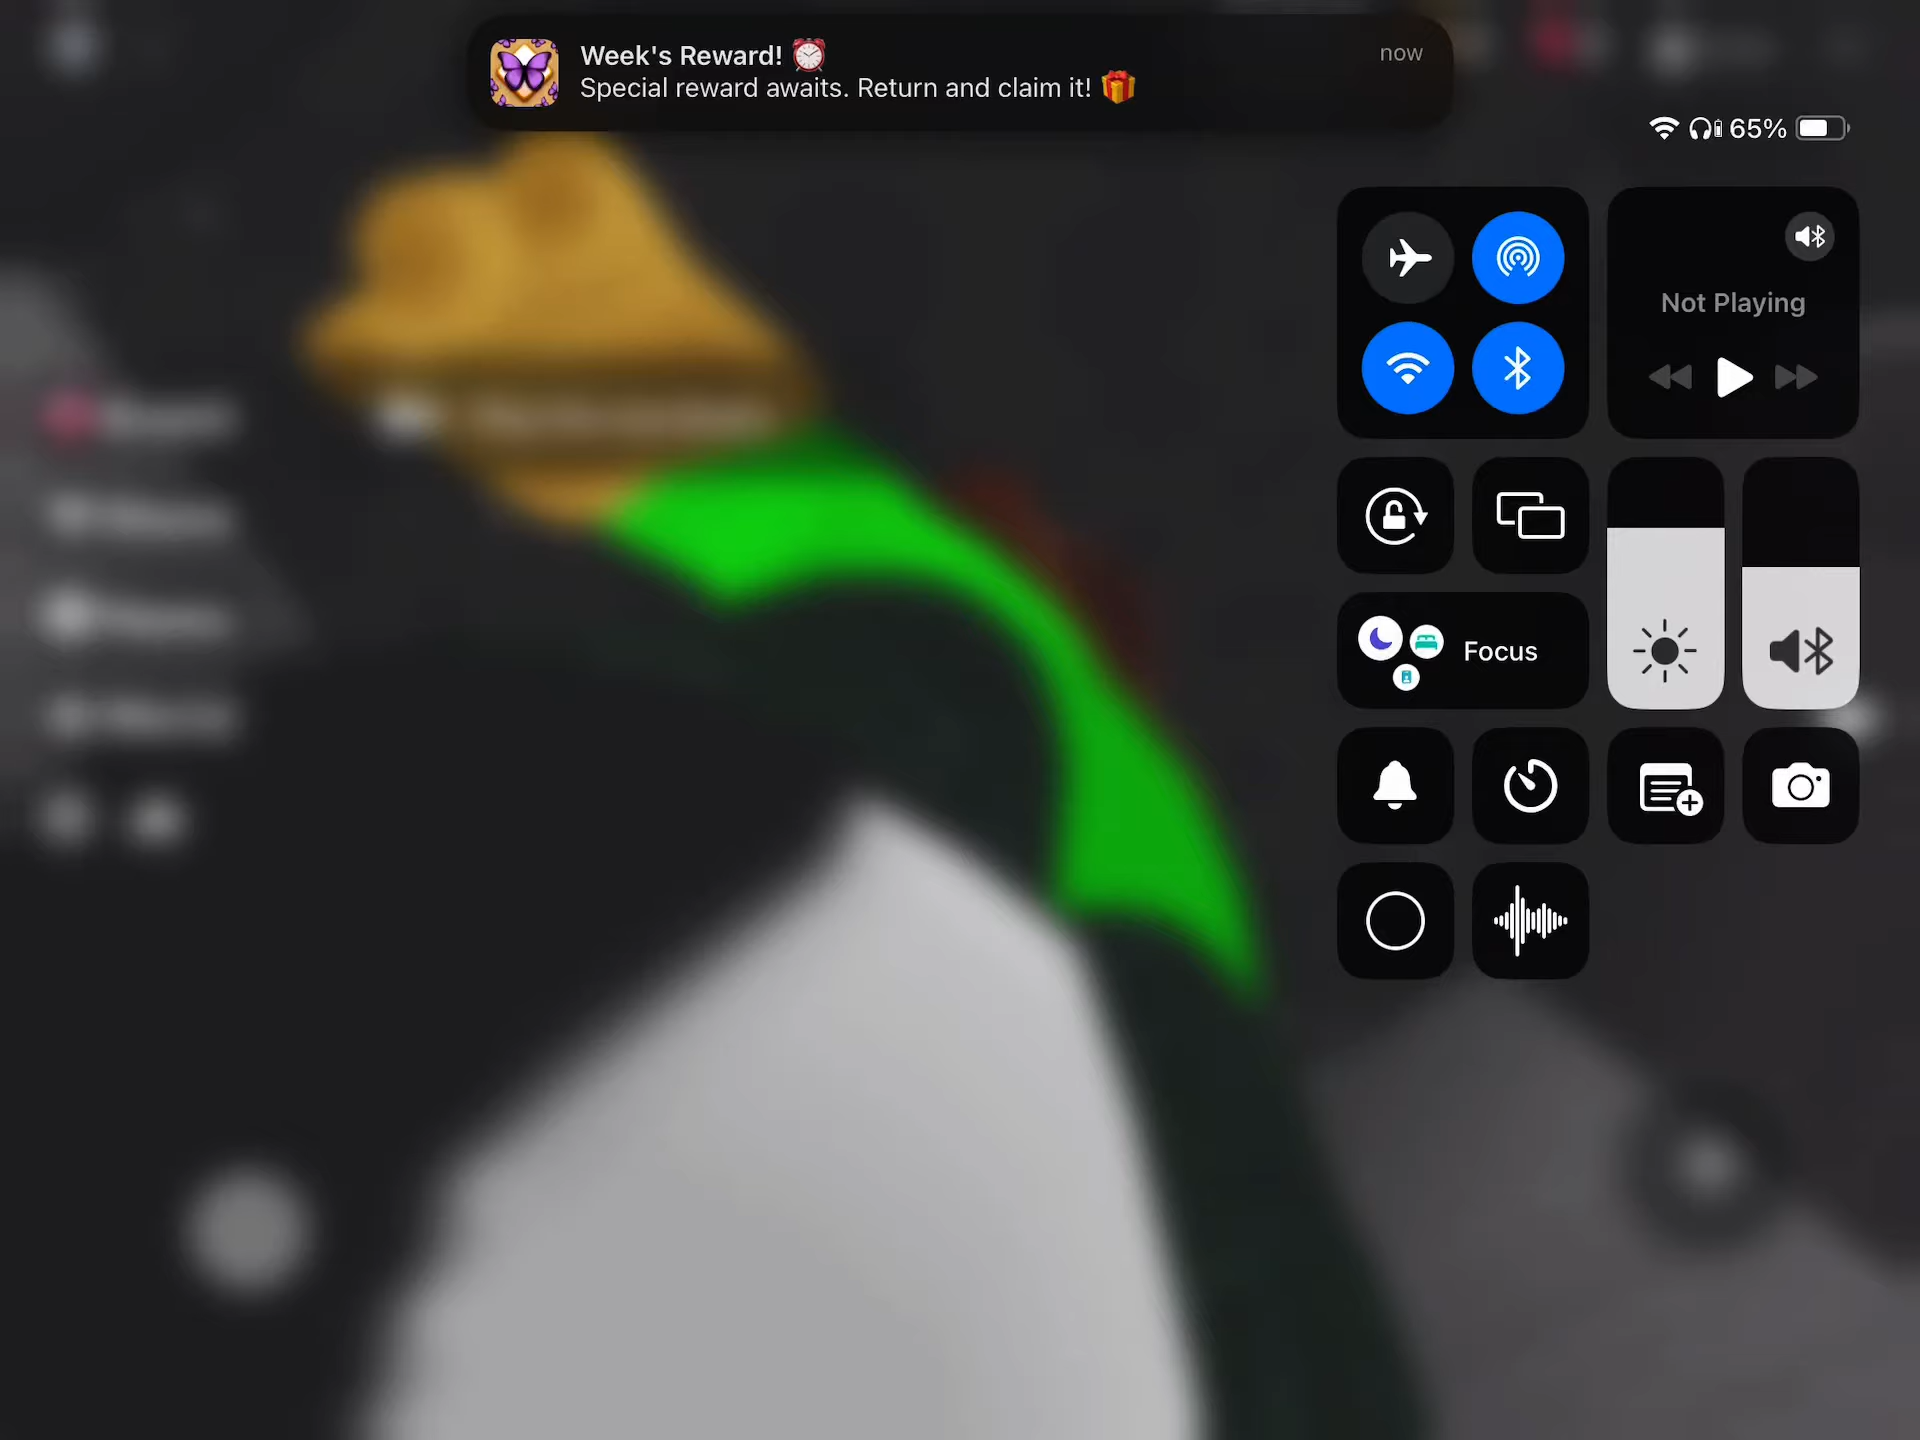 Week's Reward! ⏰
now
Special reward awaits. Return and claim it! 🎁
65%
Not Playing
Focus